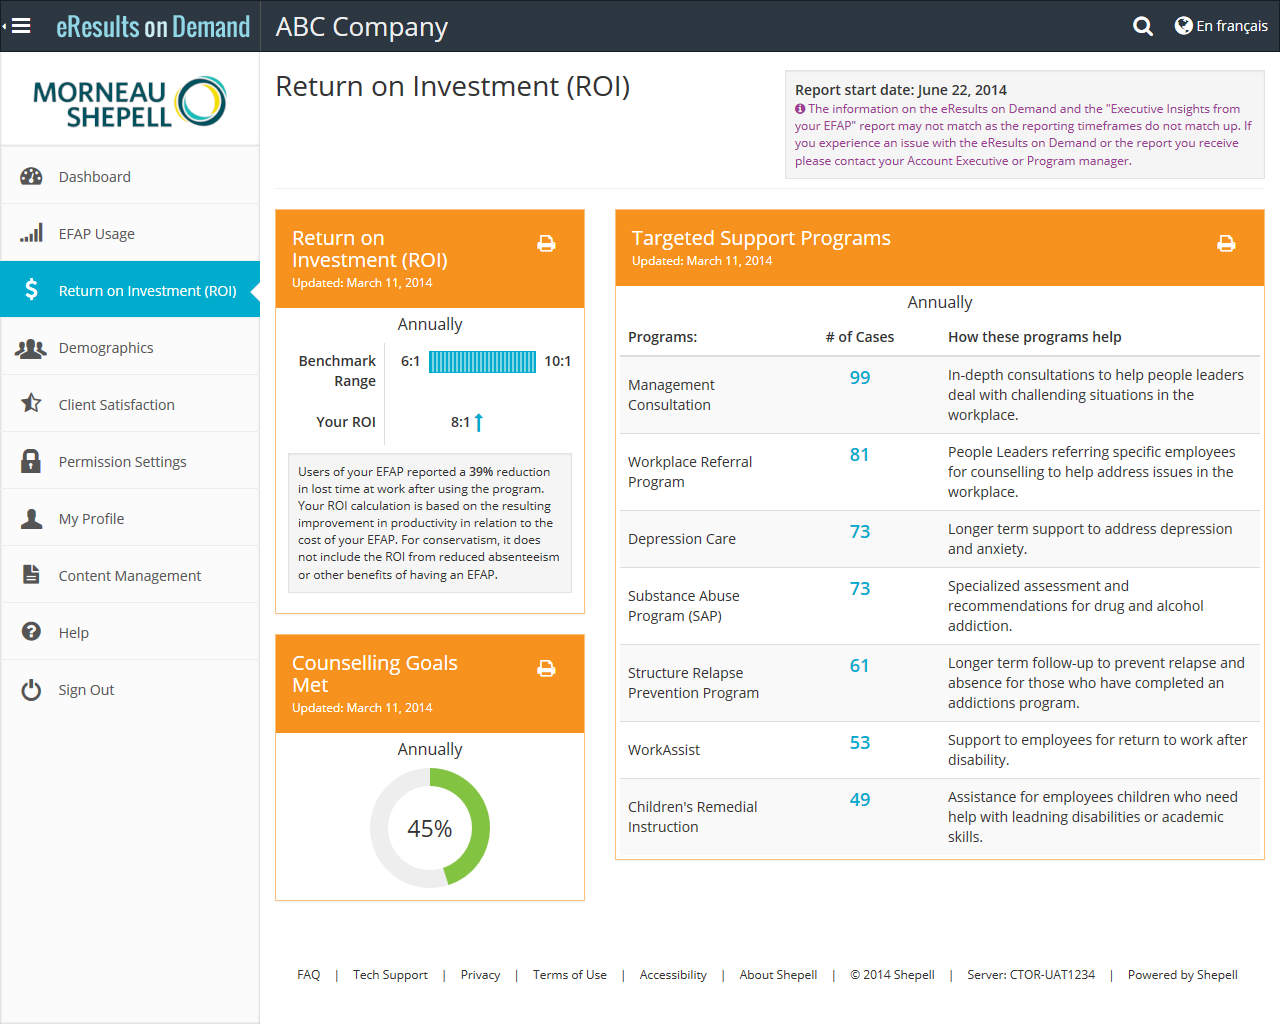 eResults on Demand
ABC Company
En français
MORNEAU
SHEPELL
Dashboard
EFAP Usage
Return on Investment (ROI)
Demographics
Client Satisfaction
Permission Settings
My Profile
Content Management
Help
Sign Out
Return on Investment (ROI)
Report start date: June 22, 2014
The information on the eResults on Demand and the "Executive Insights from
your EFAP" report may not match as the reporting timeframes do not match up. If
you experience an issue with the eResults on Demand or the report you receive
please contact your Account Executive or Program manager.
Return on
Investment (ROI)
Updated: March 11, 2014
Annually
Benchmark
Range
6:1
10:1
Your ROI
8:1
Users of your EFAP reported a 39% reduction
in lost time at work after using the program.
Your ROI calculation is based on the resulting
improvement in productivity in relation to the
cost of your EFAP. For conservatism, it does
not include the ROI from reduced absenteeism
or other benefits of having an EFAP.
Counselling Goals
Met
Updated: March 11, 2014
Annually
45%
Targeted Support Programs
Updated: March 11, 2014
Annually
Programs:
# of Cases
How these programs help
Management
Consultation
99
In-depth consultations to help people leaders
deal with challending situations in the
workplace.
Workplace Referral
Program
81
People Leaders referring specific employees
for counselling to help address issues in the
workplace.
Depression Care
73
Longer term support to address depression
and anxiety.
Substance Abuse
Program (SAP)
73
Specialized assessment and
recommendations for drug and alcohol
addiction.
Structure Relapse
Prevention Program
61
Longer term follow-up to prevent relapse and
absence for those who have completed an
addictions program.
WorkAssist
53
Support to employees for return to work after
disability.
Children's Remedial
Instruction
49
Assistance for employees children who need
help with leadning disabilities or academic
skills.
FAQ | Tech Support | Privacy | Terms of Use | Accessibility | About Shepell | © 2014 Shepell | Server: CTOR-UAT1234 | Powered by Shepell